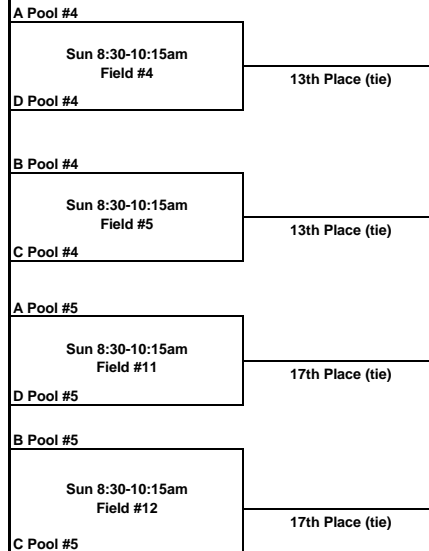 A Pool #4
Sun 8:30-10:15am
Field #4
13th Place (tie)
D Pool #4
B Pool #4
Sun 8:30-10:15am
Field #5
13th Place (tie)
C Pool #4
A Pool #5
Sun 8:30-10:15am
Field #11
17th Place (tie)
D Pool #5
B Pool #5
Sun 8:30-10:15am
Field #12
17th Place (tie)
C Pool #5